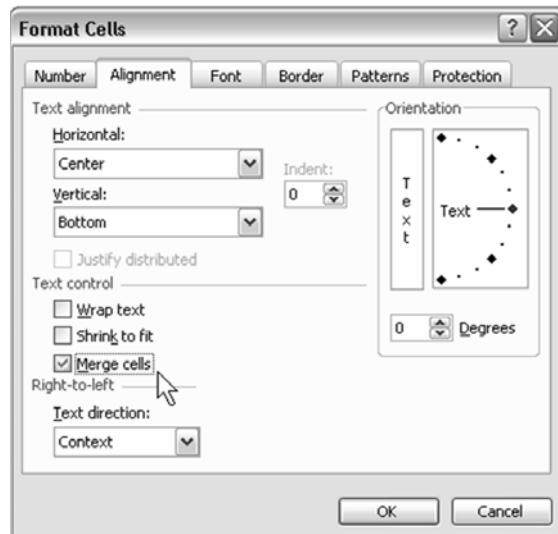 Format Cells
?
Number Alignment Font Border Patterns Protection
Text alignment
Horizontal:
Center
Indent:
0
Vertical:
Bottom
Justify distributed
Text control
Wrap text
Shrink to fit
Merge cells
Right-to-left
Text direction:
Context
Orientation
T
e
x
t
Text
0 Degrees
OK Cancel